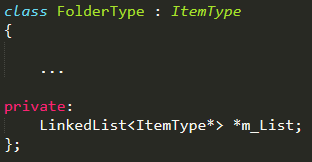 class FolderType : ItemType
{
...
private:
LinkedList<ItemType*> *m_List;
};